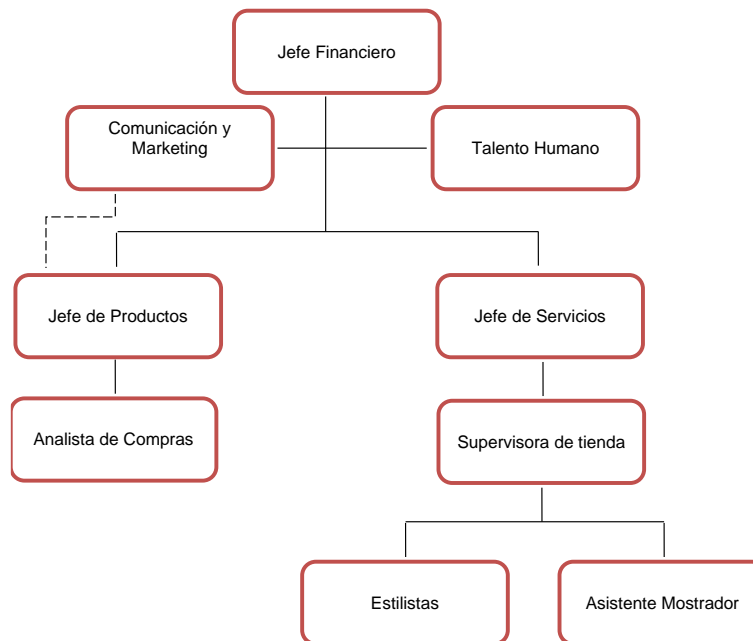 Jefe Financiero
Comunicación y
Marketing
Talento Humano
Jefe de Productos
Jefe de Servicios
Analista de Compras
Supervisora de tienda
Estilistas
Asistente Mostrador